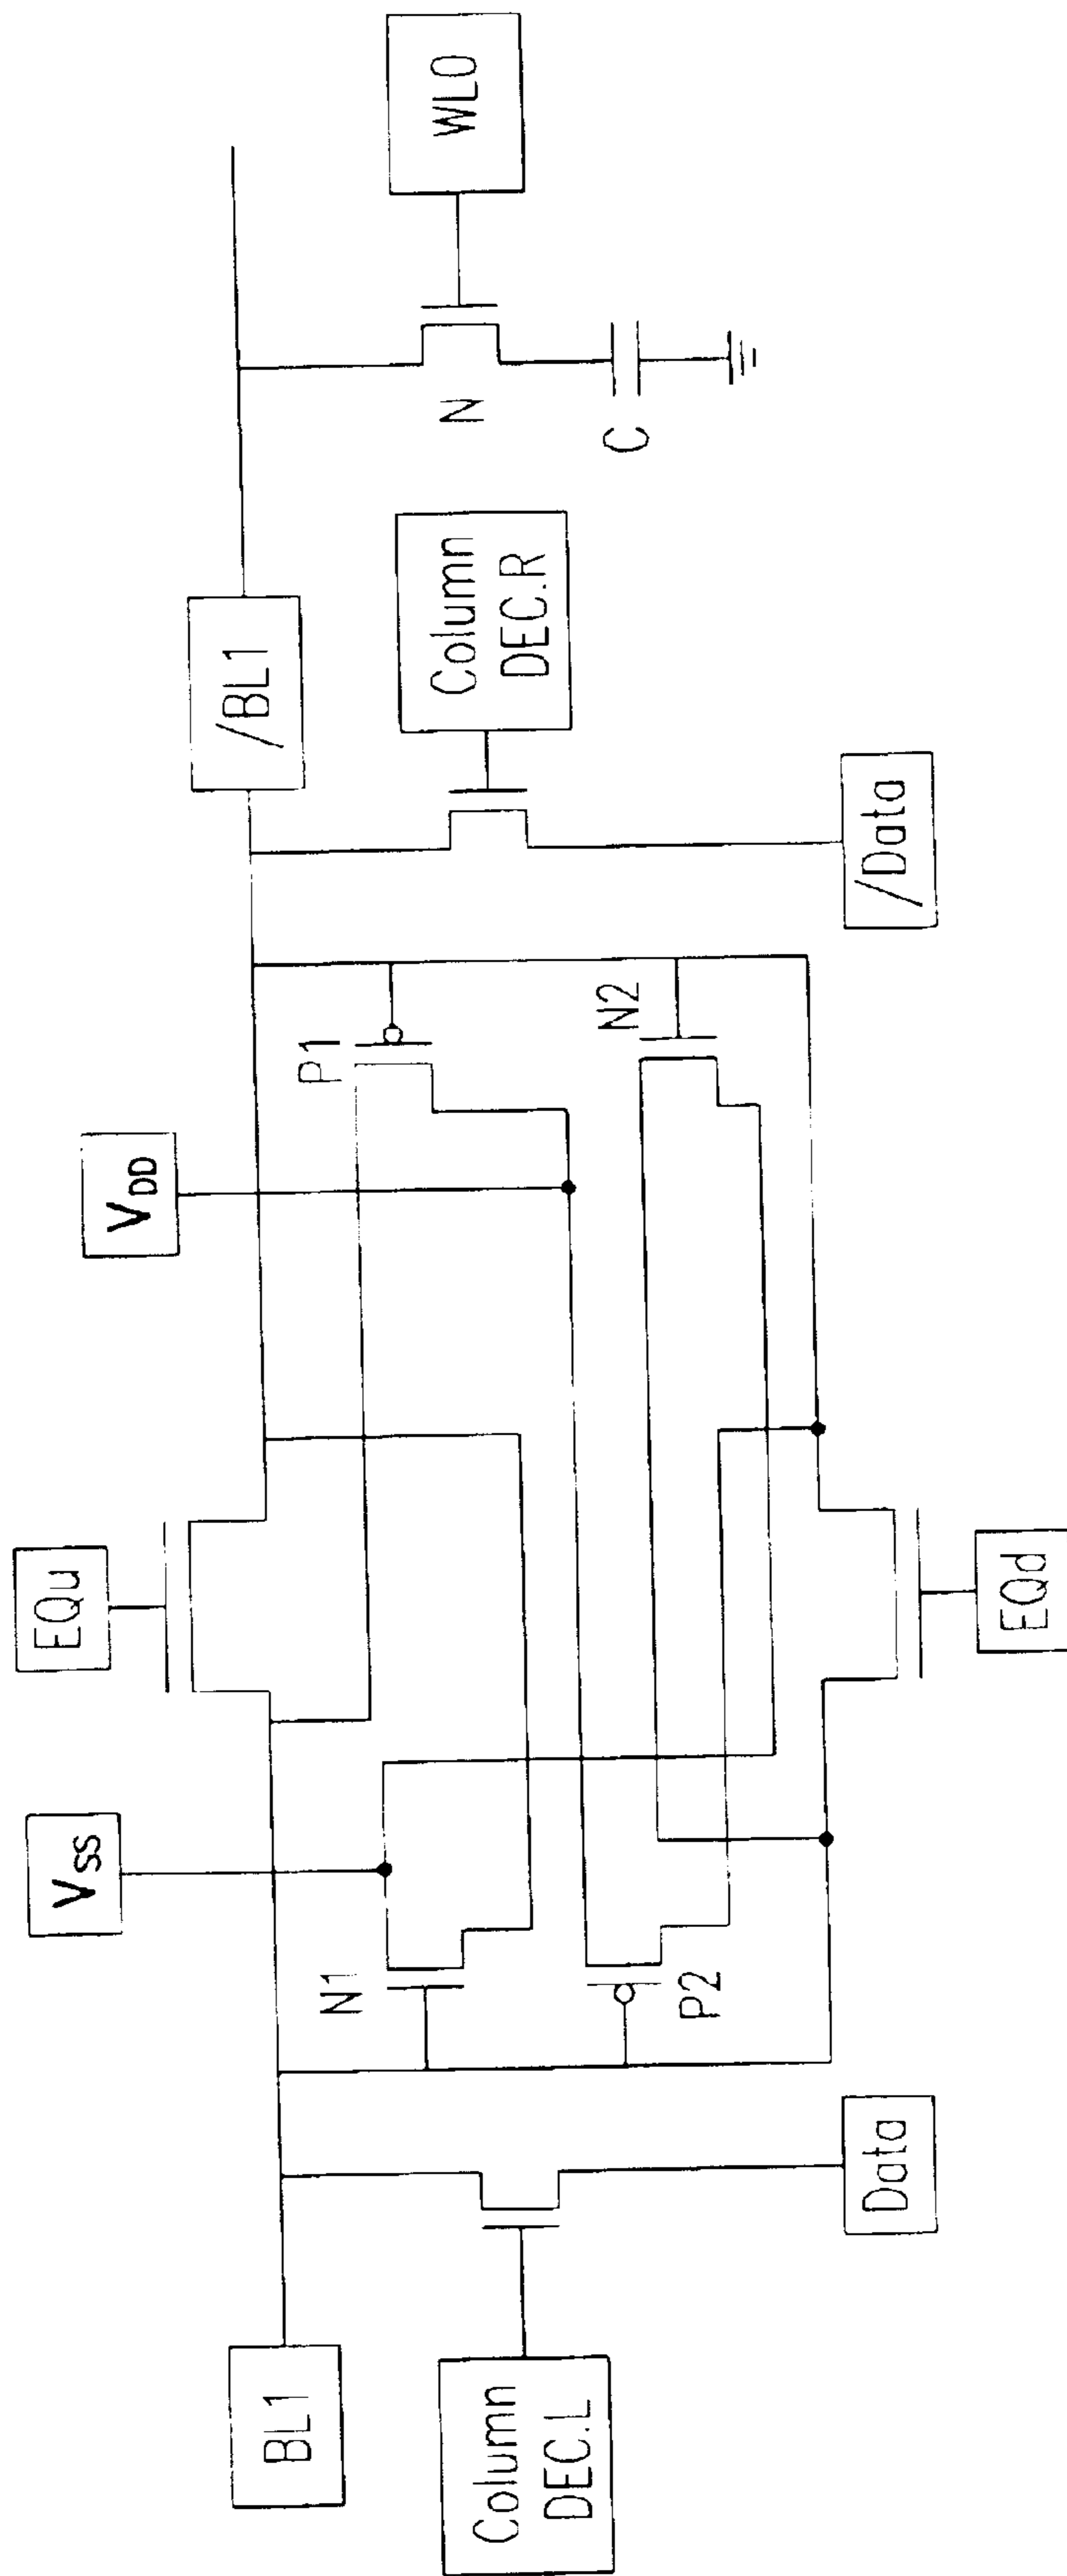 EQu
VSS
VDD
BL1
/BL1
WL0
N1
P1
N
C
Column
DEC.L
Column
DEC.R
P2
N2
Data
/Data
EQd